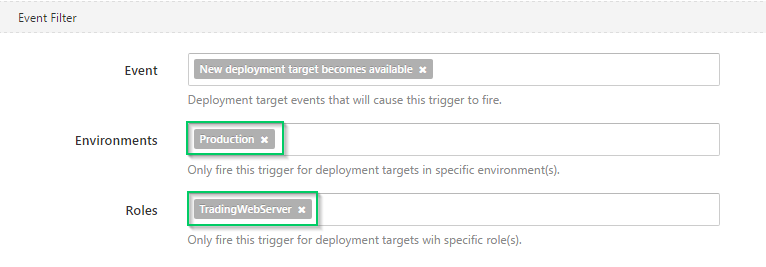 Event Filter
Event
New deployment target becomes available ×
Deployment target events that will cause this trigger to fire.
Environments
Production ×
Only fire this trigger for deployment targets in specific environment(s).
Roles
TradingWebServer ×
Only fire this trigger for deployment targets wih specific role(s).